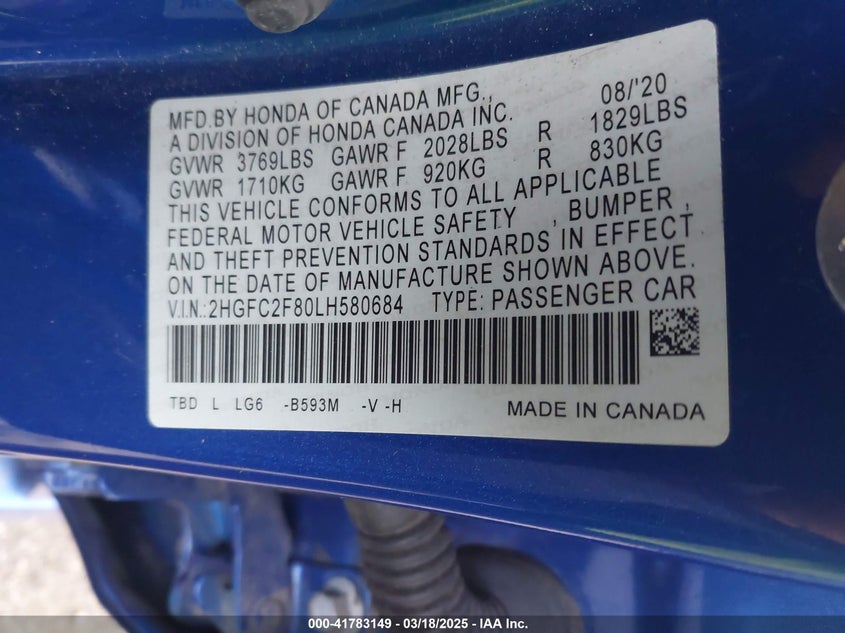 MFD.BY HONDA OF CANADA MFG., 08/'20
A DIVISION OF HONDA CANADA INC.
GVWR 3769LBS GAWR F 2028LBS R 1829LBS
GVWR 1710KG GAWR F 920KG R 830KG
THIS VEHICLE CONFORMS TO ALL APPLICABLE
FEDERAL MOTOR VEHICLE SAFETY , BUMPER ,
AND THEFT PREVENTION STANDARDS IN EFFECT
ON THE DATE OF MANUFACTURE SHOWN ABOVE.
V.I.N.:2HGFC2F80LH580684 TYPE: PASSENGER CAR
TBD L LG6 -B593M -V -H MADE IN CANADA
000-41783149 - 03/18/2025 - IAA Inc.